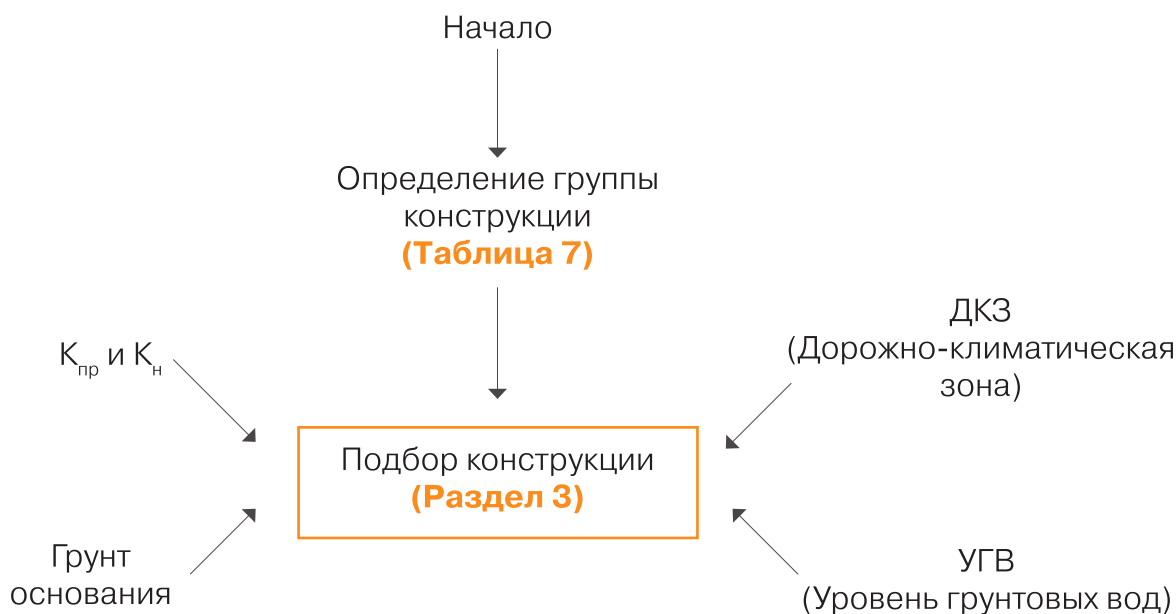 Начало
Определение группы
конструкции
(Таблица 7)
ДКЗ
(Дорожно-климатическая
зона)
Кпр и Кн
Подбор конструкции
(Раздел 3)
Грунт
основания
УГВ
(Уровень грунтовых вод)